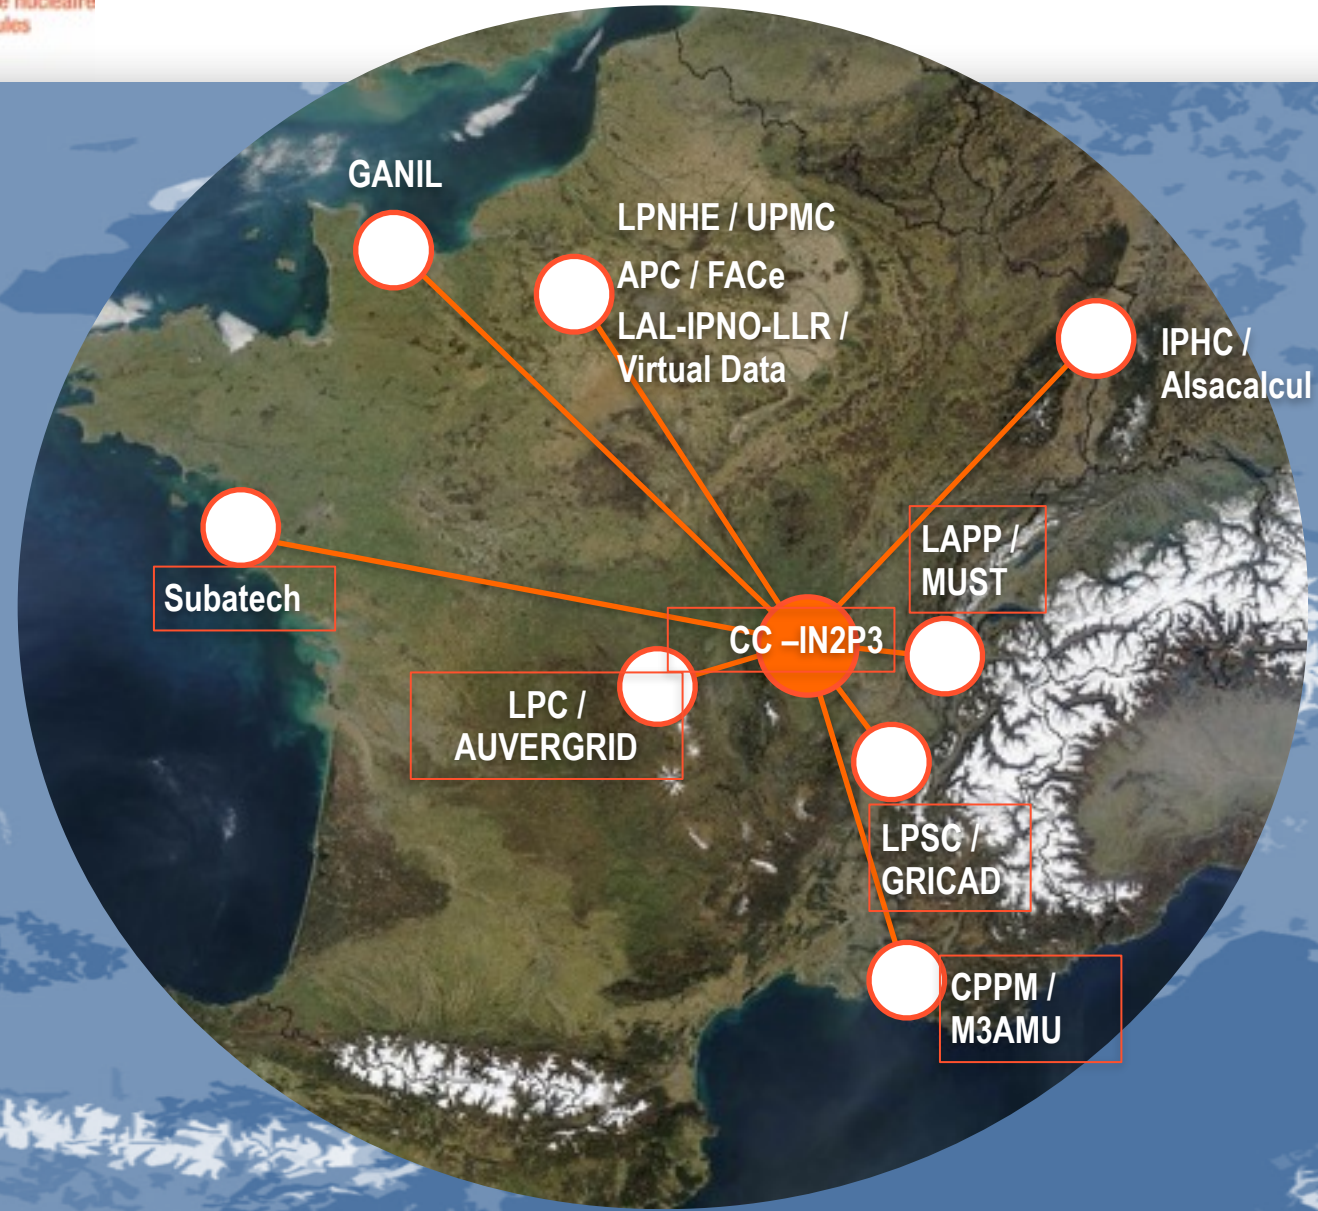 nucléaire
GANIL
LPNHE / UPMC
APC / FACe
LAL-IPNO-LLR /
Virtual Data
IPHC /
Alsacalcul
LAPP /
MUST
Subatech
CC –IN2P3
LPC /
AUVERGRID
LPSC /
GRICAD
CPPM /
M3AMU